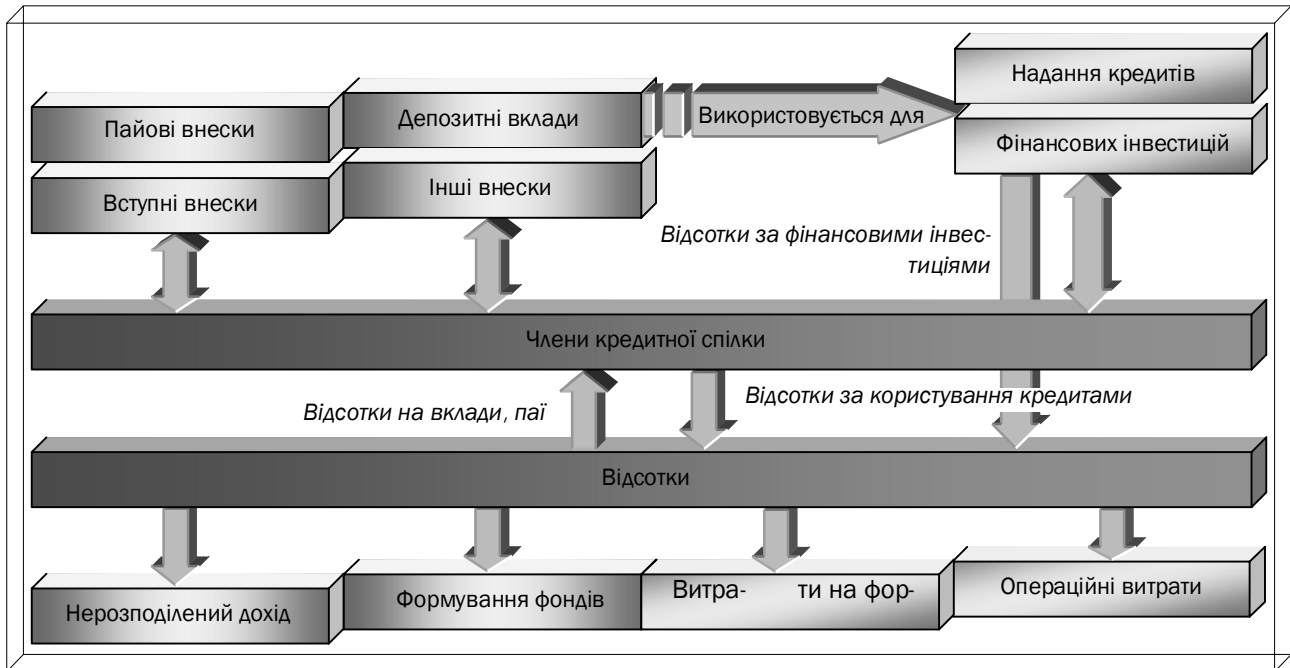 Пайові внески
Депозитні вклади
Використовується для
Надання кредитів
Фінансових інвестицій
Вступні внески
Інші внески
Відсотки за фінансовими інвес-
тиціями
Члени кредитної спілки
Відсотки на вклади, паї
Відсотки за користування кредитами
Відсотки
Нерозподілений дохід
Формування фондів
Витра- ти на фор-
Операційні витрати